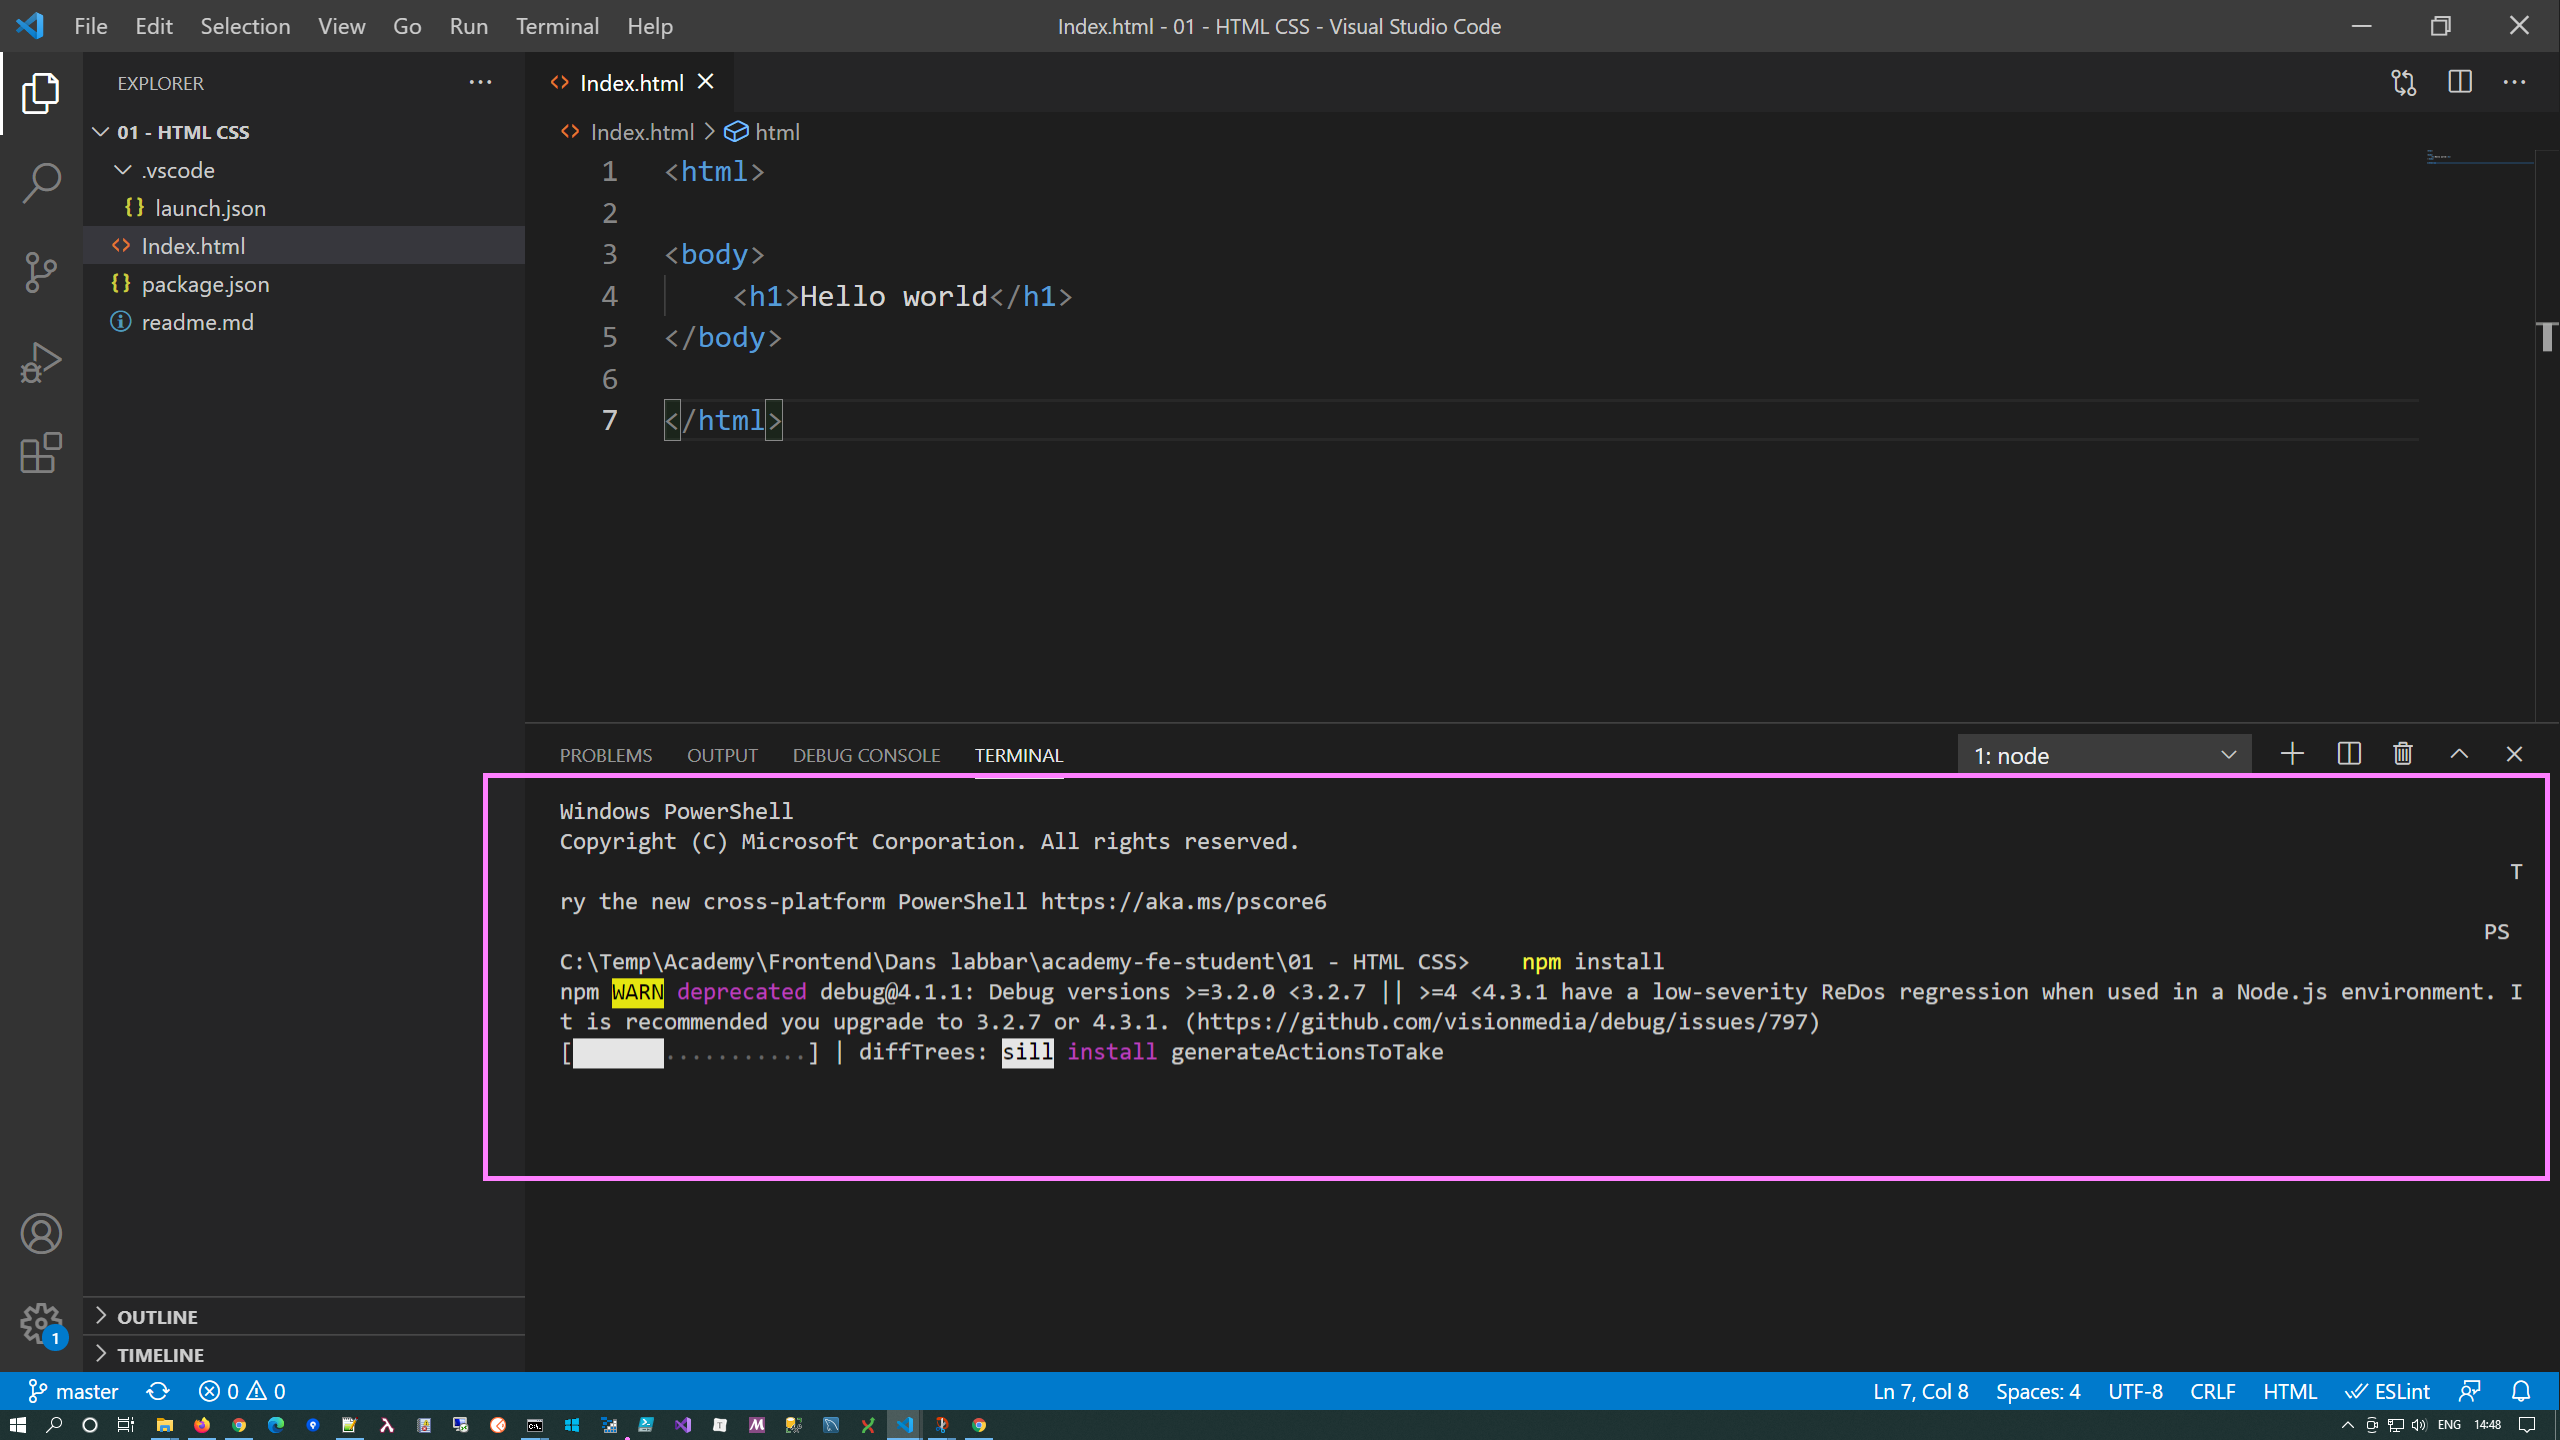 File Edit Selection View Go Run Terminal Help
Index.html - 01 - HTML CSS - Visual Studio Code
EXPLORER
01 - HTML CSS
.vscode
{} launch.json
<> Index.html
{} package.json
readme.md
OUTLINE
TIMELINE
<> Index.html
<> Index.html > html
1 <html>
2
3 <body>
4 <h1>Hello world</h1>
5 </body>
6
7 </html>
PROBLEMS OUTPUT DEBUG CONSOLE TERMINAL 1: node
Windows PowerShell
Copyright (C) Microsoft Corporation. All rights reserved.
T
ry the new cross-platform PowerShell https://aka.ms/pscore6
PS
C:\Temp\Academy\Frontend\Dans labbar\academy-fe-student\01 - HTML CSS> npm install
npm WARN deprecated debug@4.1.1: Debug versions >=3.2.0 <3.2.7 || >=4 <4.3.1 have a low-severity ReDos regression when used in a Node.js environment. I
t is recommended you upgrade to 3.2.7 or 4.3.1. (https://github.com/visionmedia/debug/issues/797)
[       ...........] | diffTrees: sill install generateActionsToTake
1
master 0 0 Ln 7, Col 8 Spaces: 4 UTF-8 CRLF HTML ESLint
ENG 14:48